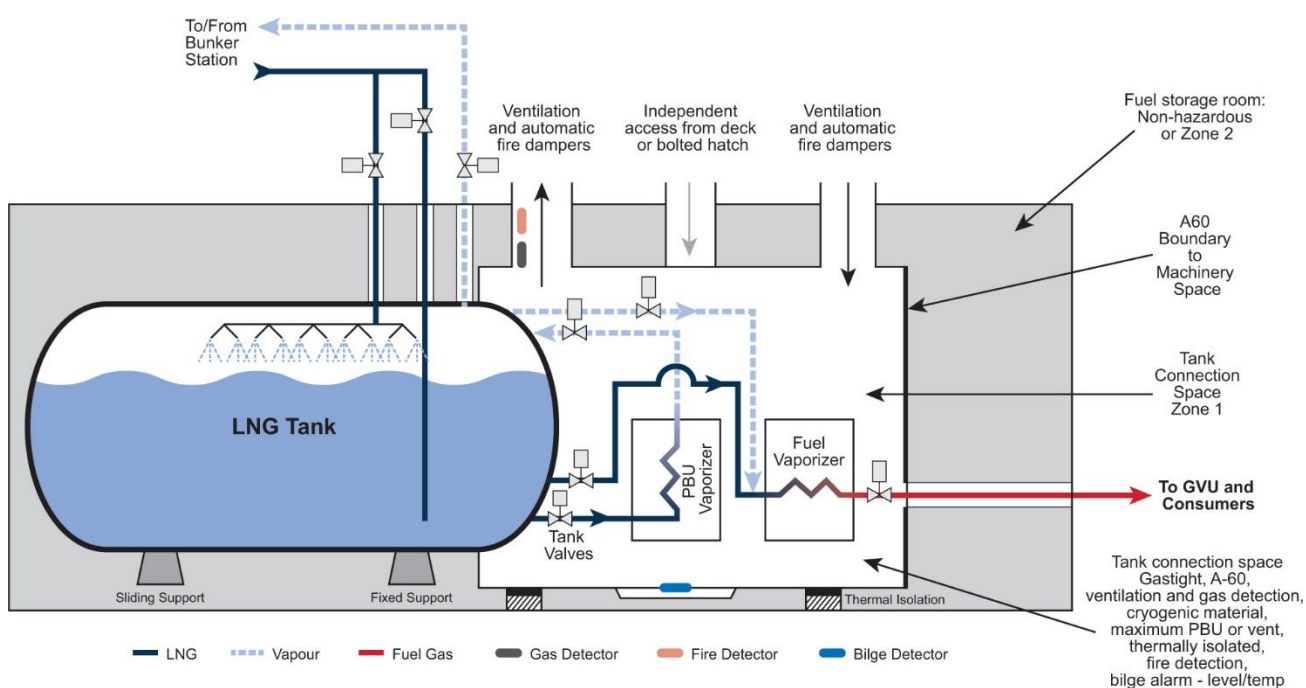 To/From
Bunker
Station
Ventilation
and automatic
fire dampers
Independent
access from deck
or bolted hatch
Ventilation
and automatic
fire dampers
Fuel storage room:
Non-hazardous
or Zone 2
A60
Boundary
to
Machinery
Space
Tank
Connection
Space
Zone 1
LNG Tank
PBU
Vaporizer
Fuel
Vaporizer
Tank
Valves
To GVU and
Consumers
Sliding Support
Fixed Support
Thermal Isolation
Tank connection space
Gastight, A-60,
ventilation and gas detection,
cryogenic material,
maximum PBU or vent,
thermally isolated,
fire detection,
bilge alarm - level/temp
LNG
Vapour
Fuel Gas
Gas Detector
Fire Detector
Bilge Detector